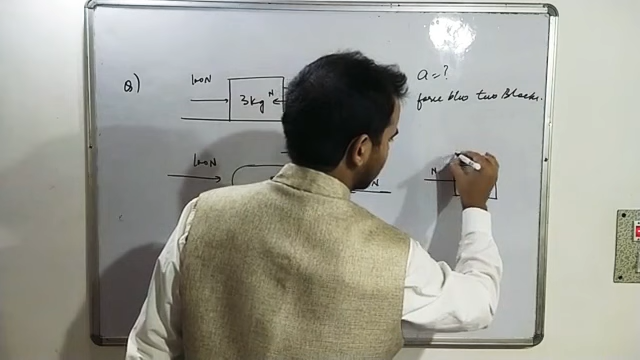 Q)
100N
3kg
N
a = ?
force b/w two Blocks.
100N
N
N